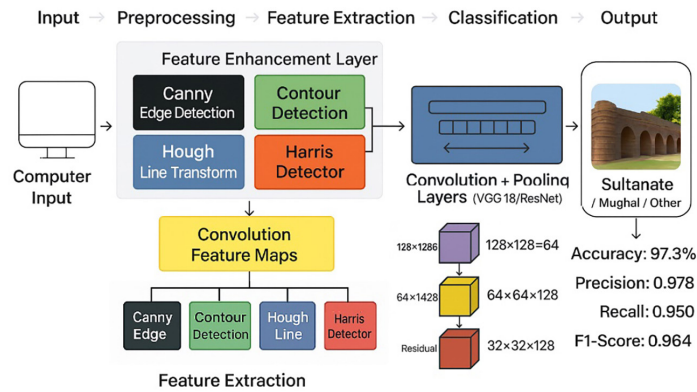 Input → Preprocessing → Feature Extraction → Classification → Output
Feature Enhancement Layer
Canny
Edge Detection
Contour
Detection
Hough
Line Transform
Harris
Detector
Computer
Input
Convolution + Pooling
Layers (VGG 18/ResNet)
Sultanate
/ Mughal / Other
Convolution
Feature Maps
Canny
Edge
Contour
Detection
Hough
Line
Harris
Detector
Feature Extraction
128×1286
128×128=64
64×1428
64×64×128
Residual
32×32×128
Accuracy: 97.3%
Precision: 0.978
Recall: 0.950
F1-Score: 0.964